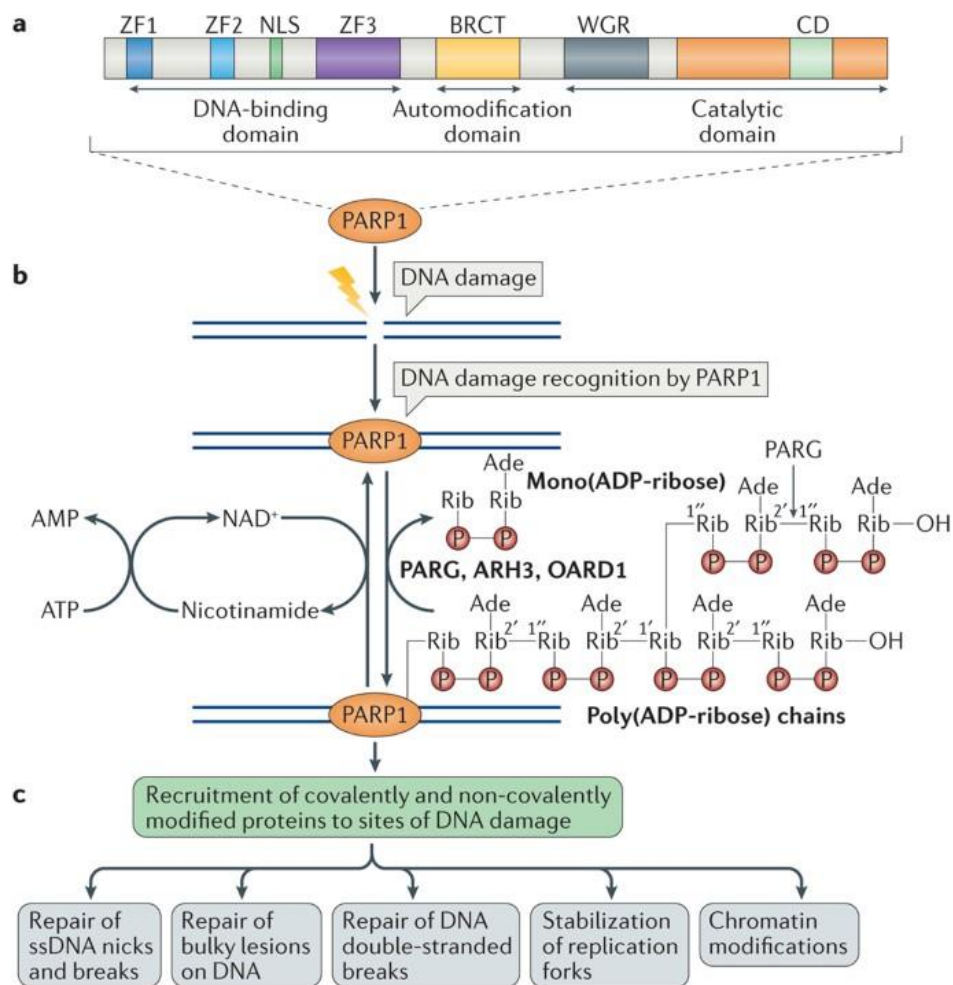 a
ZF1 ZF2 NLS ZF3 BRCT WGR CD
DNA-binding
domain
Automodification
domain
Catalytic
domain
PARP1
b
DNA damage
DNA damage recognition by PARP1
PARP1
AMP
NAD+
ATP
Nicotinamide
Ade
Mono(ADP-ribose)
Rib Rib
P P
PARG, ARH3, OARD1
PARG
Ade Ade
1″ Rib Rib 2′ 1″ Rib Rib OH
P P P P
Ade Ade Ade Ade
Rib Rib 2′ 1″ Rib Rib 2′ 1′ Rib Rib 2′ 1″ Rib Rib OH
P P P P P P P P
PARP1
Poly(ADP-ribose) chains
c
Recruitment of covalently and non-covalently
modified proteins to sites of DNA damage
Repair of
ssDNA nicks
and breaks
Repair of
bulky lesions
on DNA
Repair of DNA
double-stranded
breaks
Stabilization
of replication
forks
Chromatin
modifications